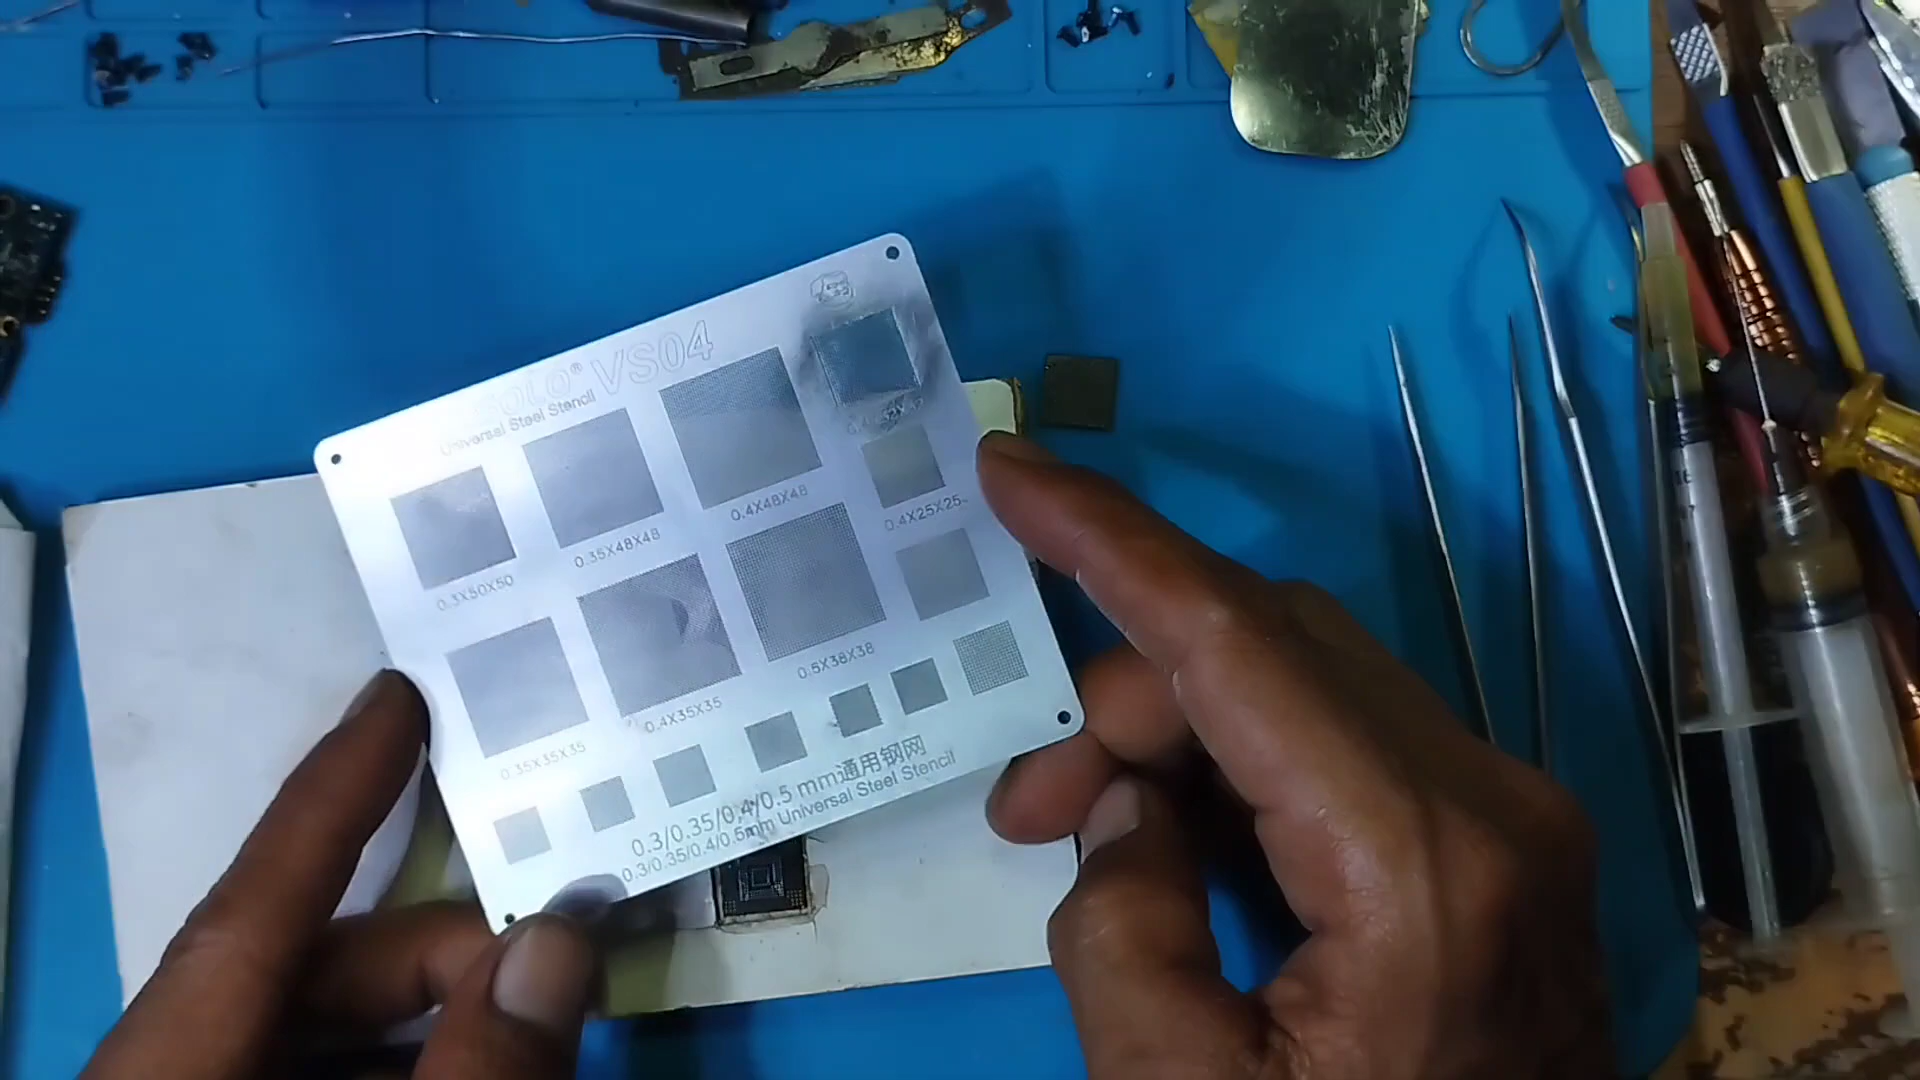 VS04
Universal Steel Stencil
0.3X50X50
0.35X48X48
0.4X48X48
0.4X25X25
0.35X35X35
0.4X35X35
0.5X38X38
0.3/0.35/0.4/0.5 mm通用钢网
0.3/0.35/0.4/0.5mm Universal Steel Stencil